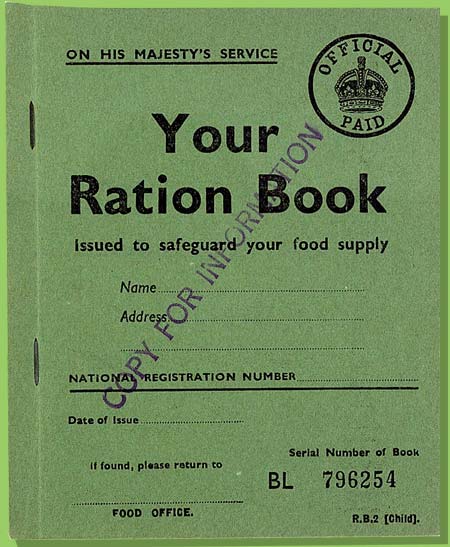 ON HIS MAJESTY'S SERVICE
OFFICIAL
PAID
Your
Ration Book
Issued to safeguard your food supply
COPY FOR INFORMATION
Name
Address
NATIONAL REGISTRATION NUMBER
Date of Issue
If found, please return to
FOOD OFFICE.
Serial Number of Book
BL 796254
R.B.2 [Child].